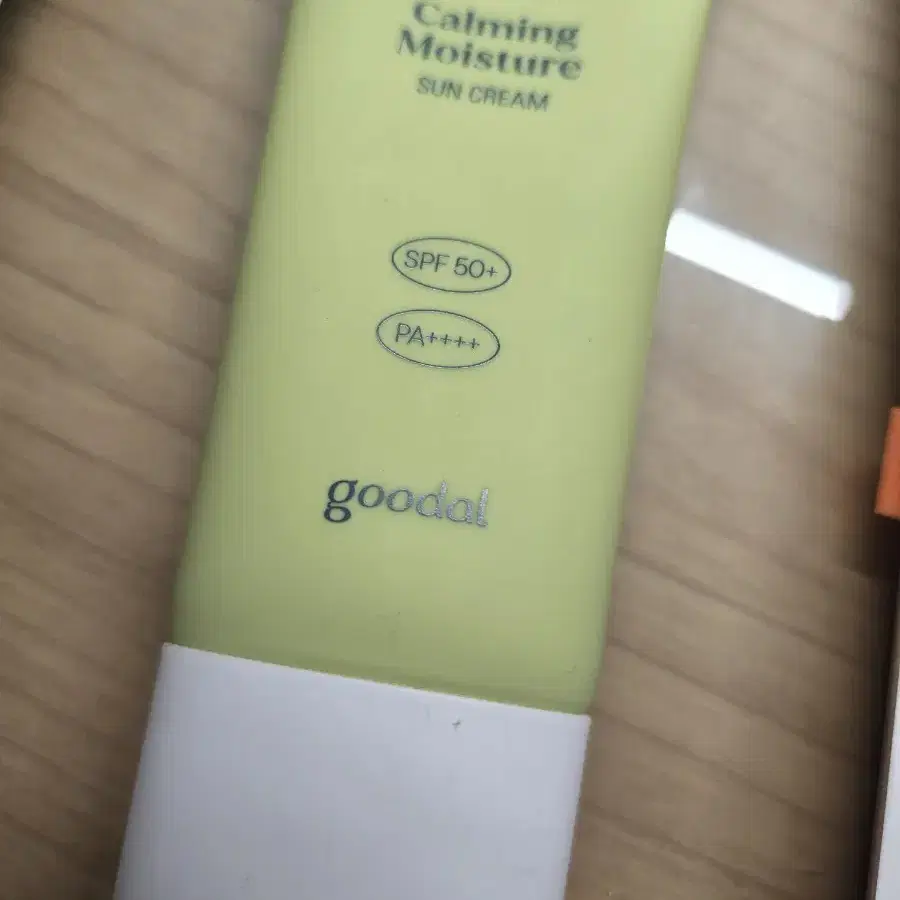 Calming
Moisture
SUN CREAM
SPF 50+
PA++++
goodal